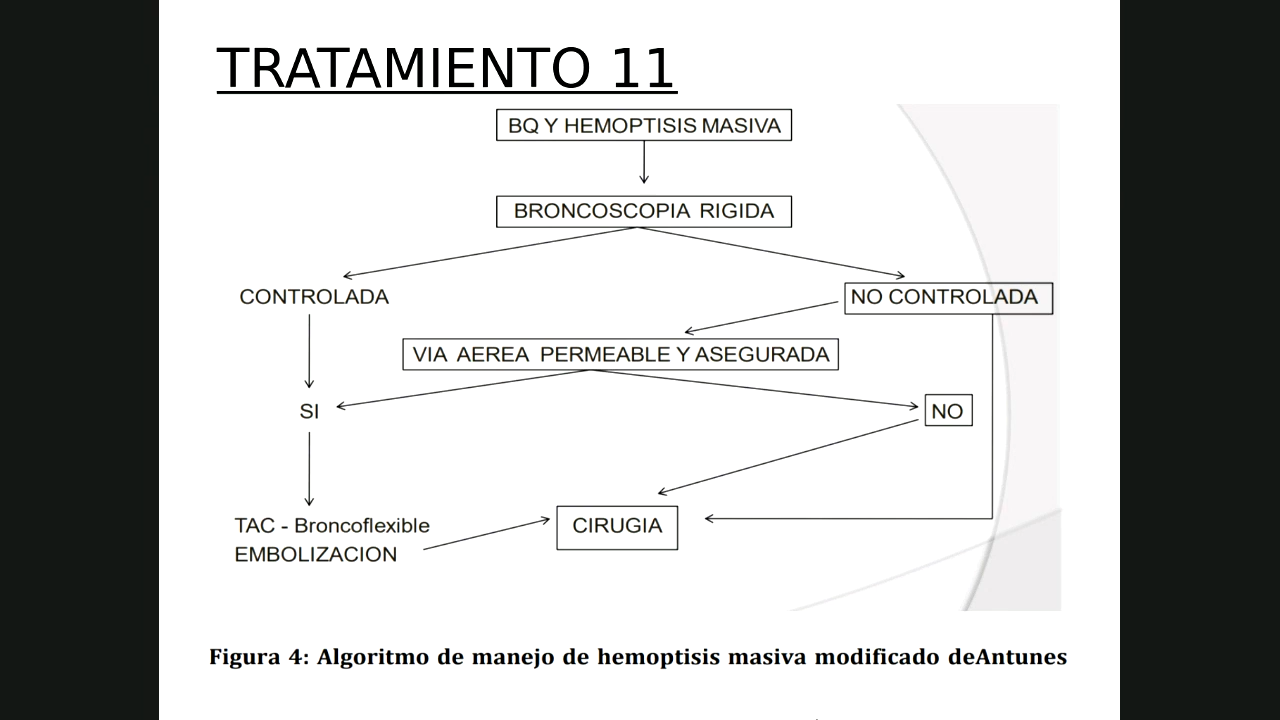 TRATAMIENTO 11
BQ Y HEMOPTISIS MASIVA
BRONCOSCOPIA RIGIDA
CONTROLADA
NO CONTROLADA
VIA AEREA PERMEABLE Y ASEGURADA
SI
NO
TAC - Broncoflexible
EMBOLIZACION
CIRUGIA
Figura 4: Algoritmo de manejo de hemoptisis masiva modificado deAntunes